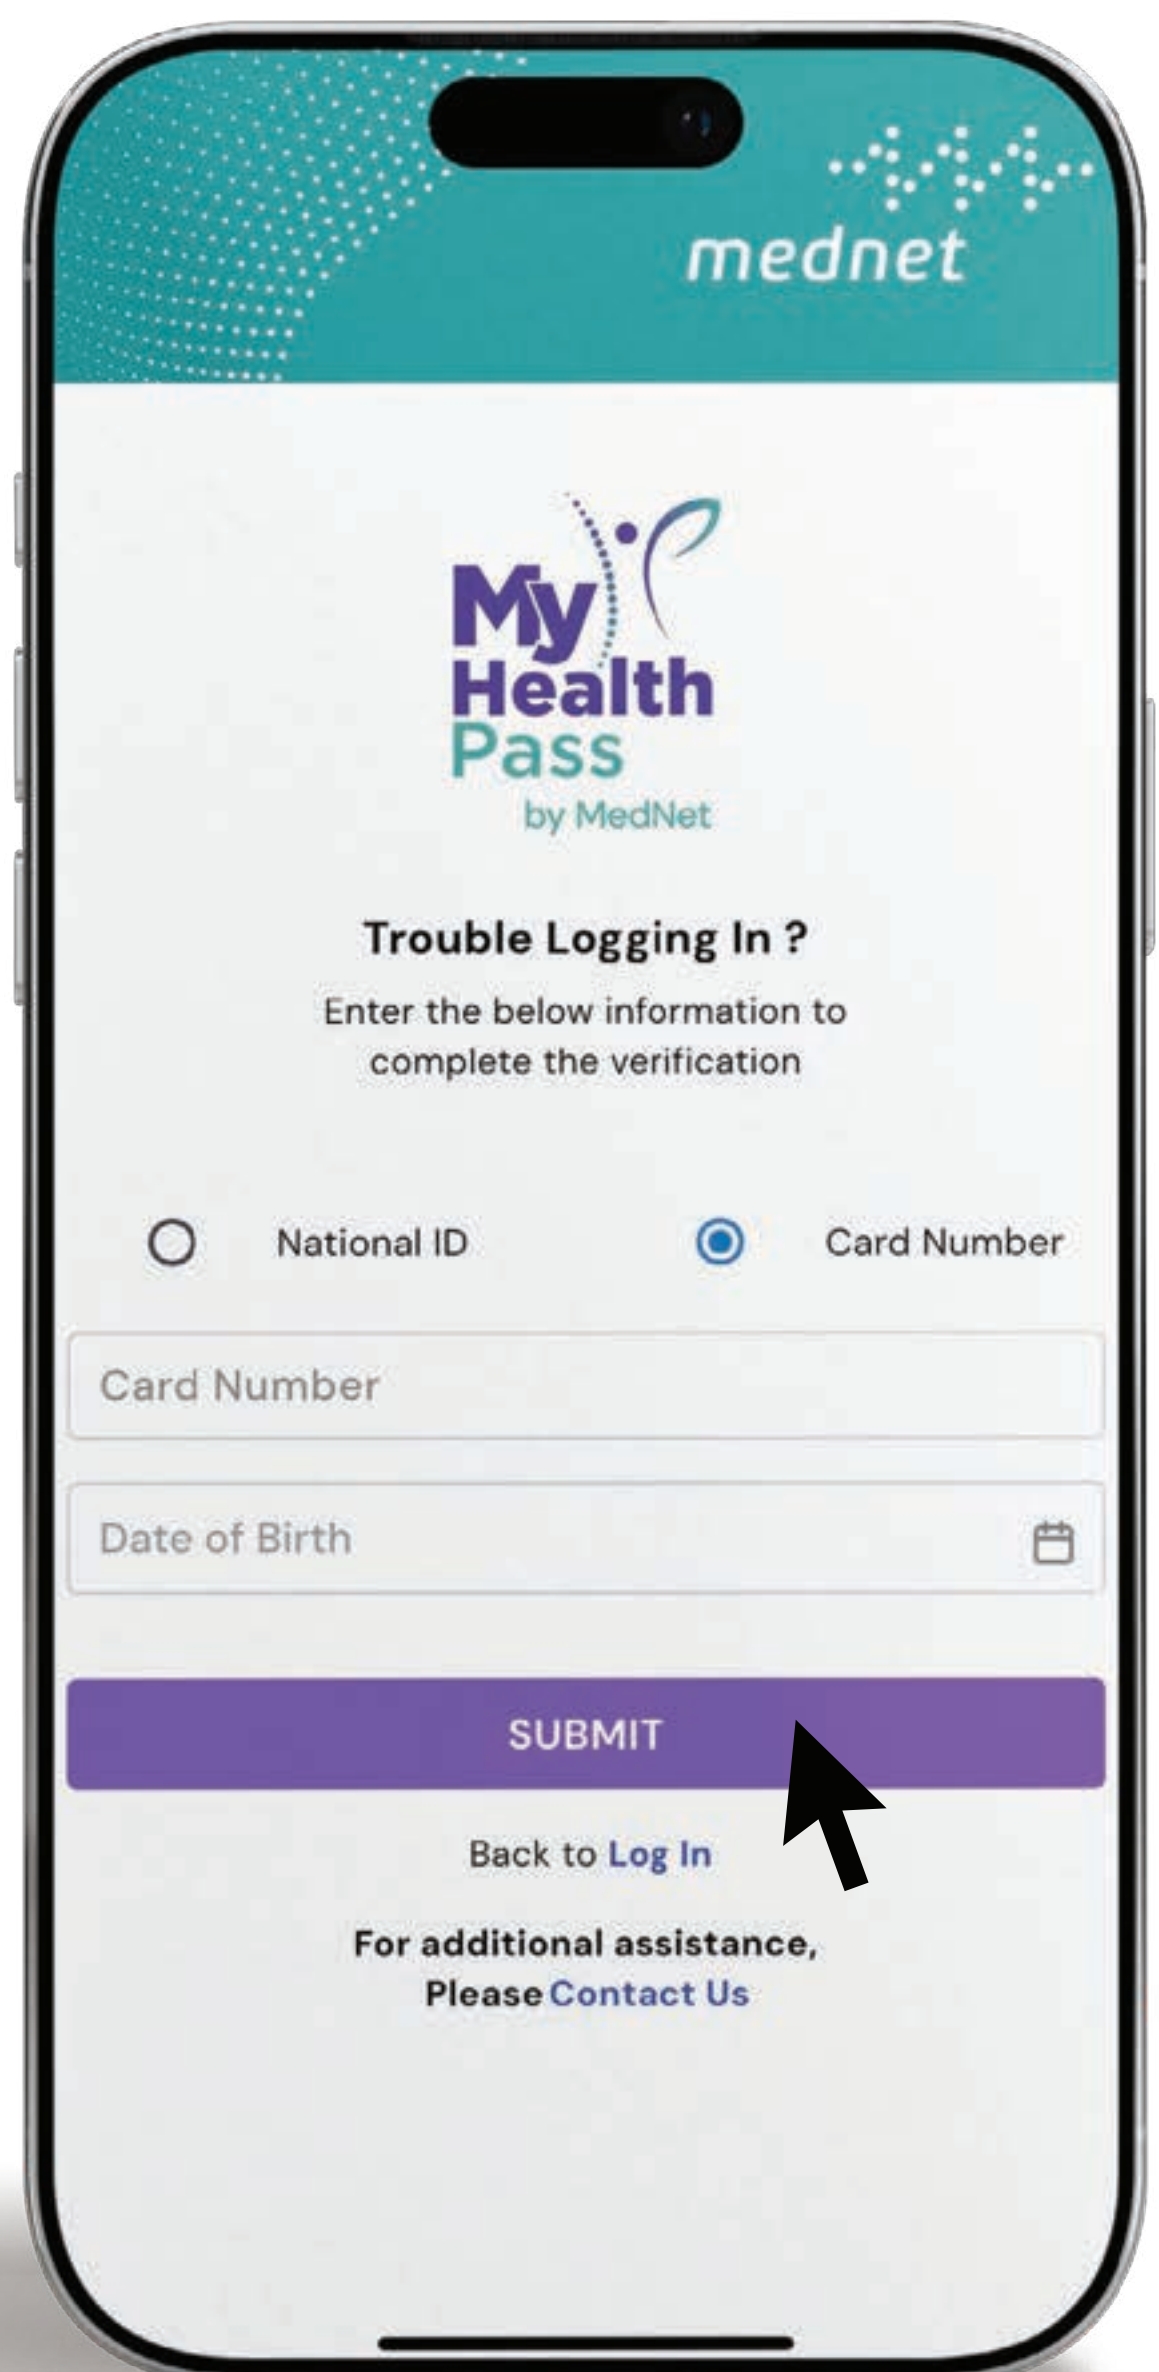 mednet
My
Health
Pass
by MedNet
Trouble Logging In ?
Enter the below information to
complete the verification
National ID
Card Number
Card Number
Date of Birth
SUBMIT
Back to Log In
For additional assistance,
Please Contact Us